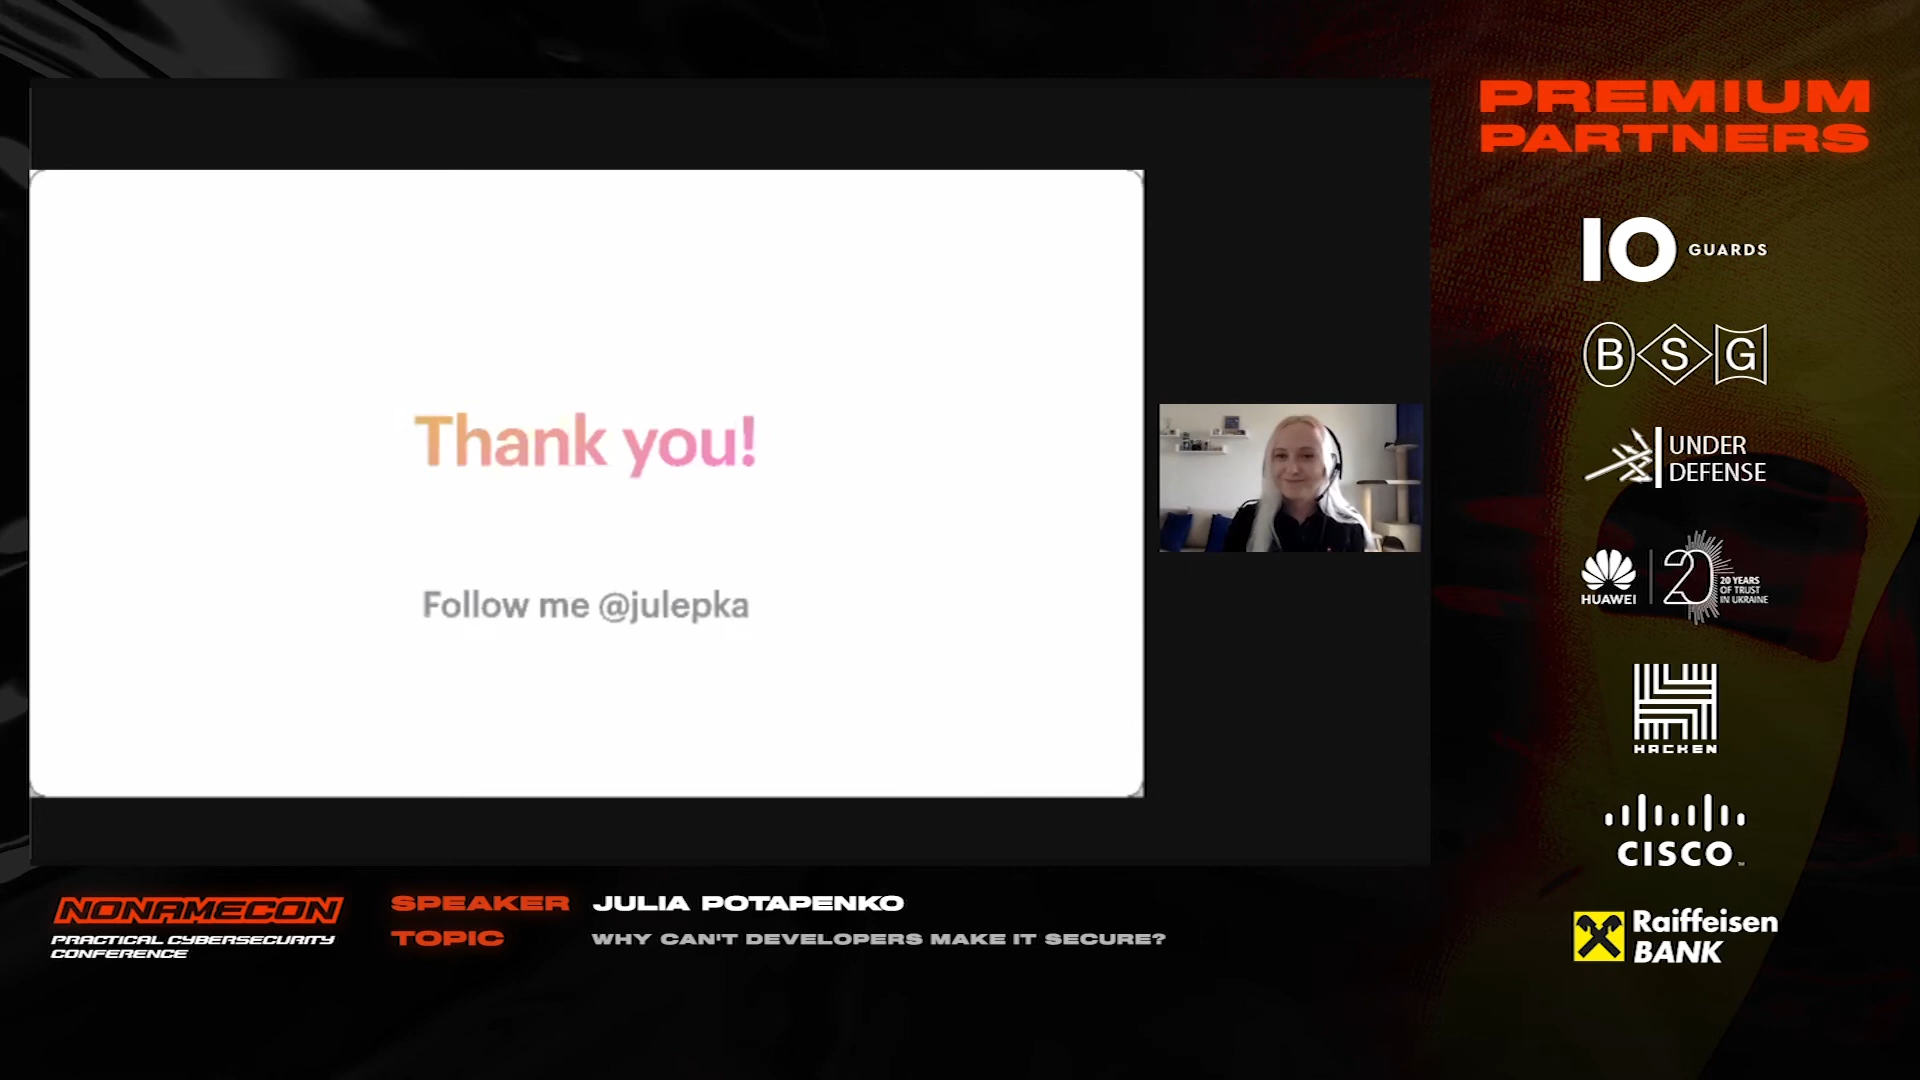 PREMIUM
PARTNERS
Thank you!
Follow me @julepka
IO GUARDS
B S G
UNDER
DEFENSE
HUAWEI
20
20 YEARS
OF TRUST
IN UKRAINE
HACKEN
CISCO
Raiffeisen
BANK
NONAMECON
PRACTICAL CYBERSECURITY
CONFERENCE
SPEAKER JULIA POTAPENKO
TOPIC WHY CAN'T DEVELOPERS MAKE IT SECURE?